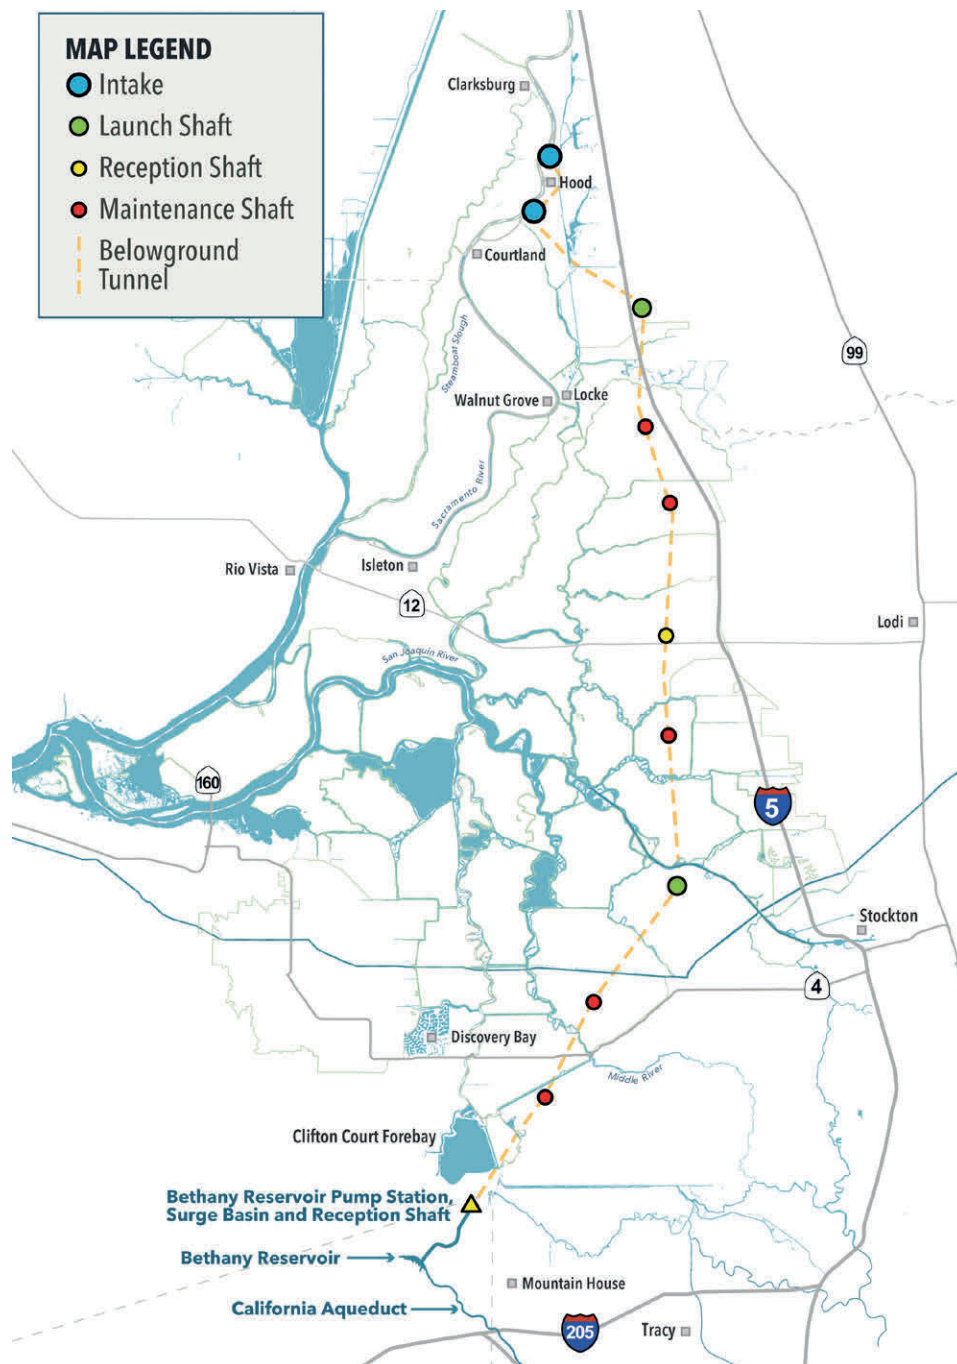 MAP LEGEND
Intake
Launch Shaft
Reception Shaft
Maintenance Shaft
Belowground
Tunnel
Clarksburg
Hood
Courtland
Steamboat Slough
99
Walnut Grove
Locke
Sacramento River
Rio Vista
Isleton
12
Lodi
San Joaquin River
160
5
Stockton
4
Discovery Bay
Middle River
Clifton Court Forebay
Bethany Reservoir Pump Station,
Surge Basin and Reception Shaft
Bethany Reservoir
Mountain House
California Aqueduct
205
Tracy